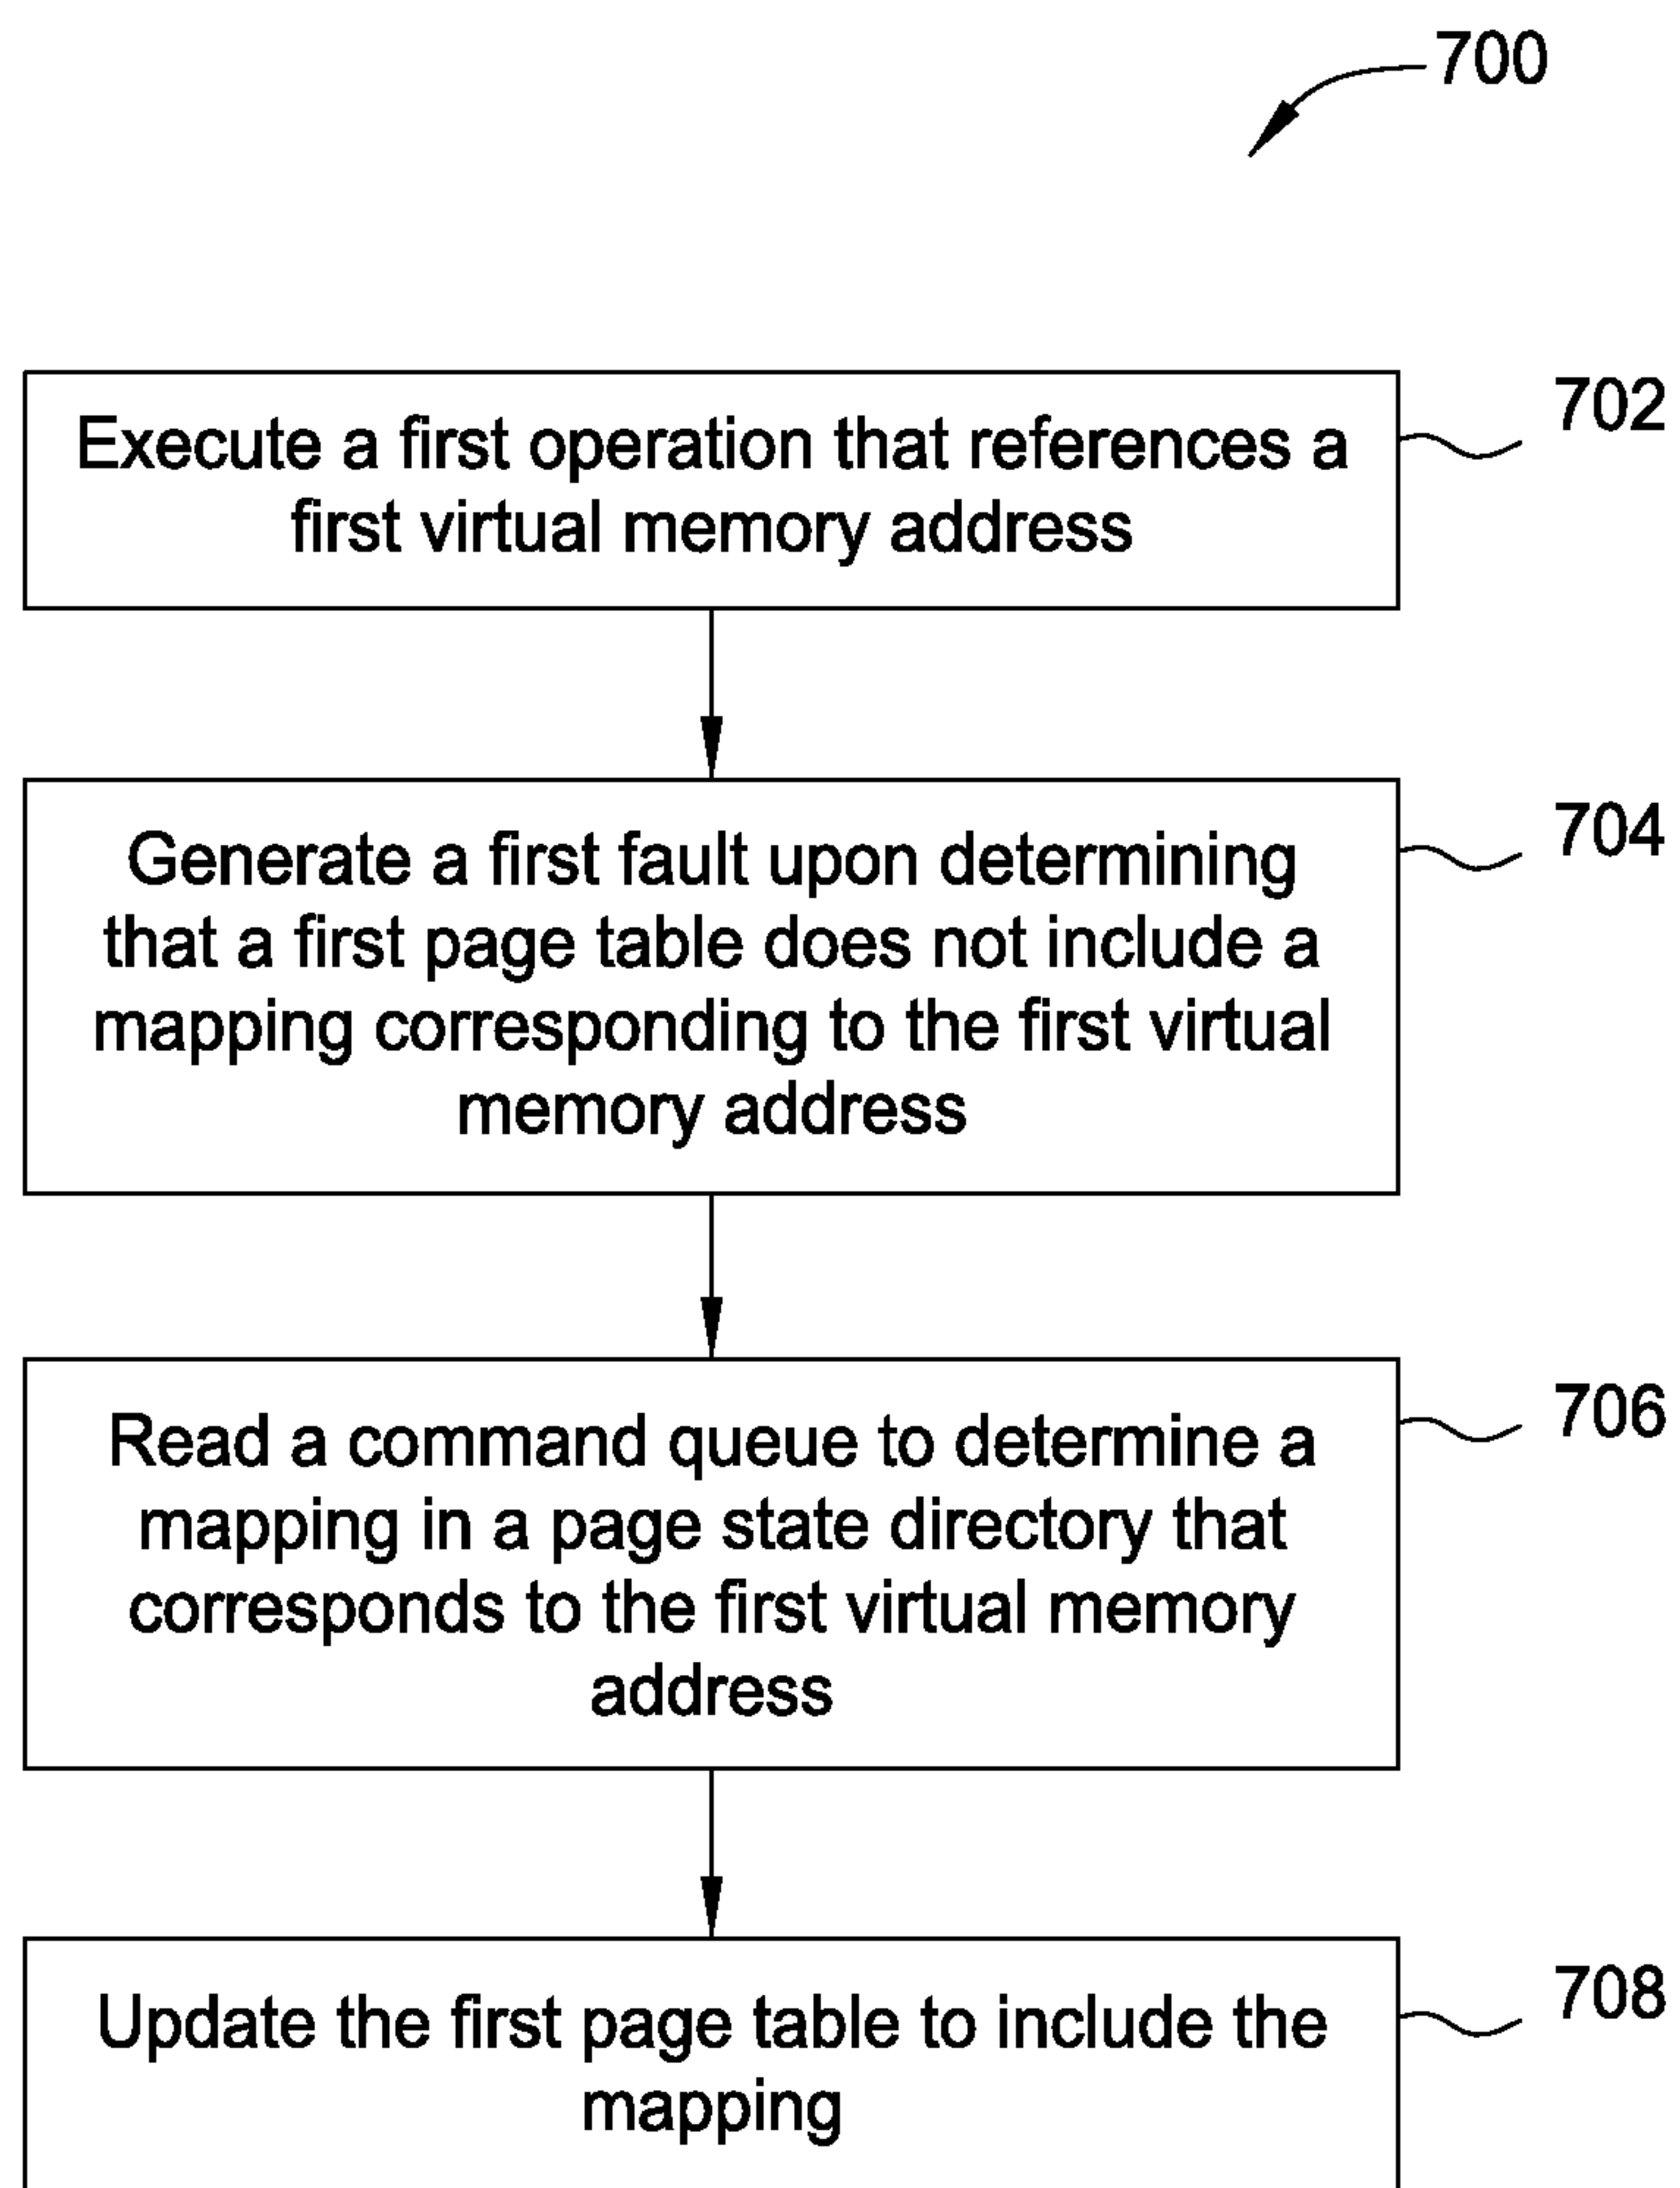 700
Execute a first operation that references a
first virtual memory address
702
Generate a first fault upon determining
that a first page table does not include a
mapping corresponding to the first virtual
memory address
704
Read a command queue to determine a
mapping in a page state directory that
corresponds to the first virtual memory
address
706
Update the first page table to include the
mapping
708